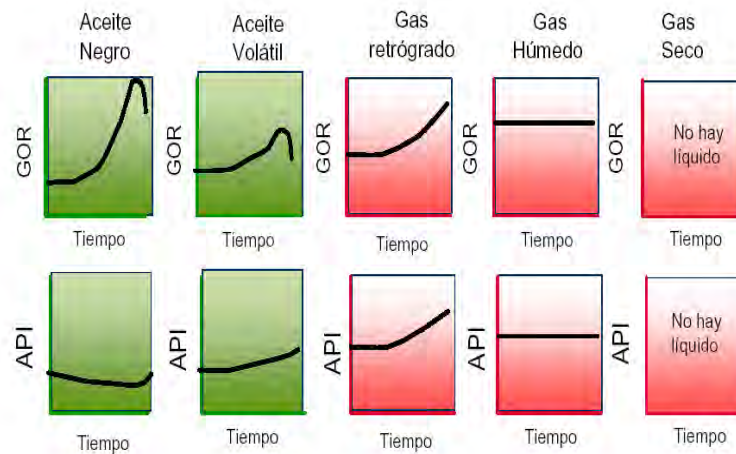 Aceite
Negro
Aceite
Volátil
Gas
retrógrado
Gas
Húmedo
Gas
Seco
GOR
GOR
GOR
GOR
GOR
No hay
líquido
Tiempo
Tiempo
Tiempo
Tiempo
Tiempo
API
API
API
API
API
No hay
líquido
Tiempo
Tiempo
Tiempo
Tiempo
Tiempo